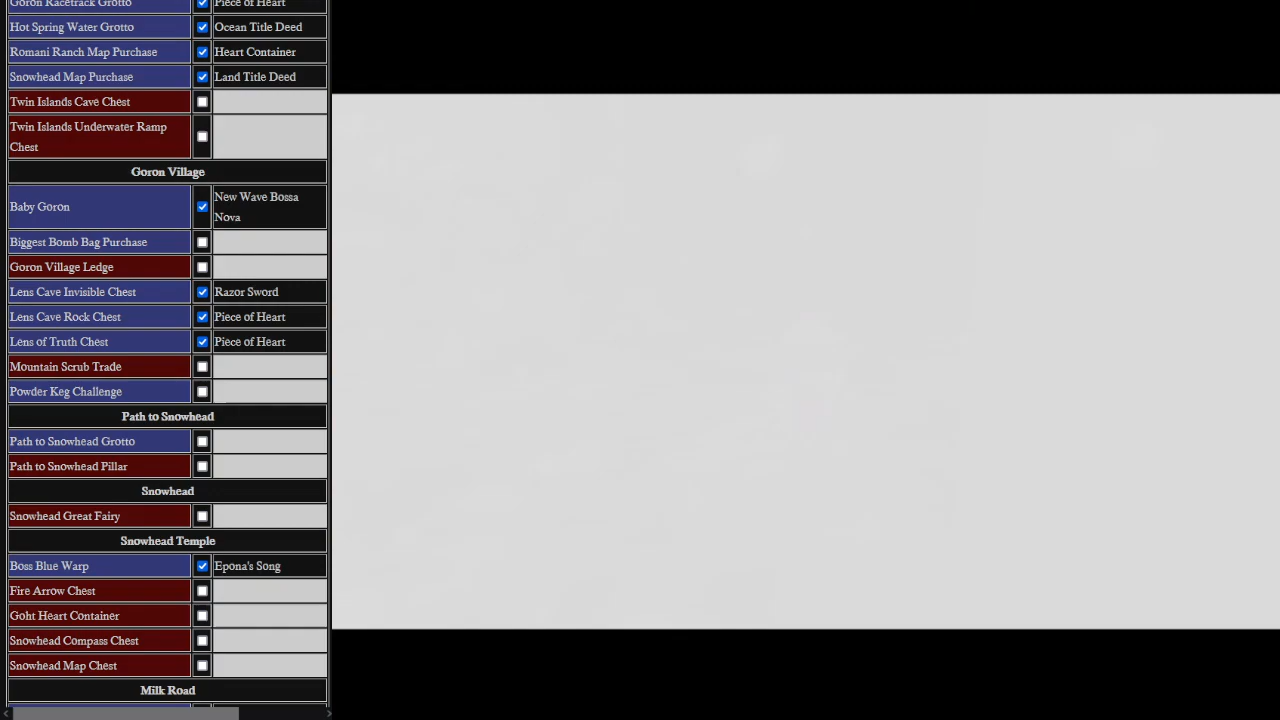 Goron Racetrack Grotto Piece of Heart
Hot Spring Water Grotto Ocean Title Deed
Romani Ranch Map Purchase Heart Container
Snowhead Map Purchase Land Title Deed
Twin Islands Cave Chest
Twin Islands Underwater Ramp
Chest
Goron Village
Baby Goron New Wave Bossa
Nova
Biggest Bomb Bag Purchase
Goron Village Ledge
Lens Cave Invisible Chest Razor Sword
Lens Cave Rock Chest Piece of Heart
Lens of Truth Chest Piece of Heart
Mountain Scrub Trade
Powder Keg Challenge
Path to Snowhead
Path to Snowhead Grotto
Path to Snowhead Pillar
Snowhead
Snowhead Great Fairy
Snowhead Temple
Boss Blue Warp Epona's Song
Fire Arrow Chest
Goht Heart Container
Snowhead Compass Chest
Snowhead Map Chest
Milk Road